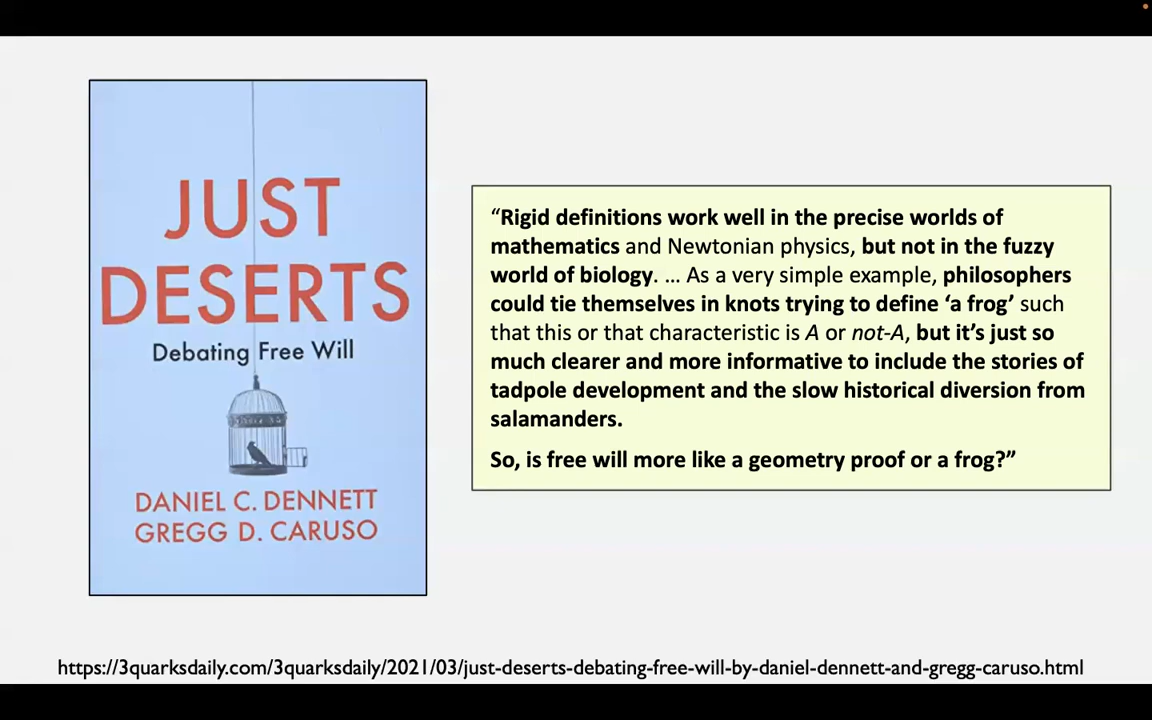 JUST
DESERTS
Debating Free Will
DANIEL C. DENNETT
GREGG D. CARUSO
“Rigid definitions work well in the precise worlds of
mathematics and Newtonian physics, but not in the fuzzy
world of biology. … As a very simple example, philosophers
could tie themselves in knots trying to define ‘a frog’ such
that this or that characteristic is A or not-A, but it’s just so
much clearer and more informative to include the stories of
tadpole development and the slow historical diversion from
salamanders.
So, is free will more like a geometry proof or a frog?”
https://3quarksdaily.com/3quarksdaily/2021/03/just-deserts-debating-free-will-by-daniel-dennett-and-gregg-caruso.html